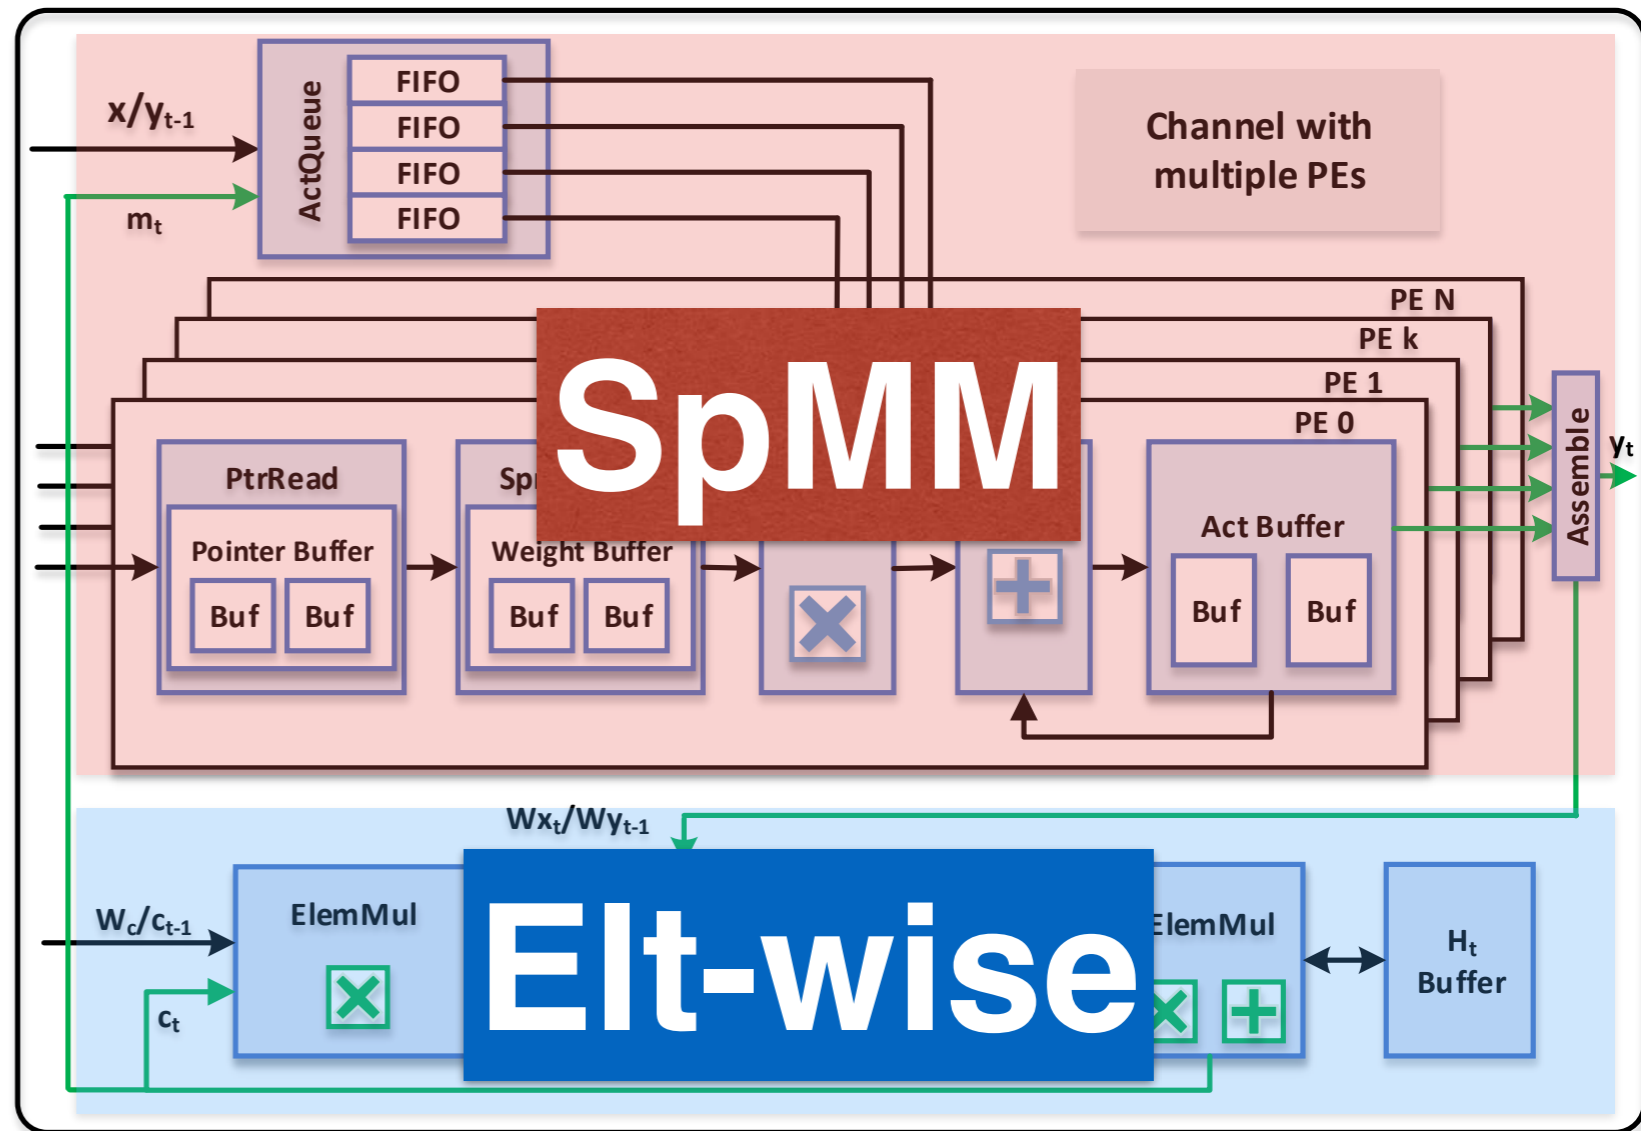 x/yt-1
mt
ActQueue
FIFO
FIFO
FIFO
FIFO
Channel with
multiple PEs
PE N
PE k
PE 1
PE 0
SpMM
PtrRead
Pointer Buffer
Buf Buf
Weight Buffer
Buf Buf
Act Buffer
Buf Buf
Assemble
yt
Wxt/Wyt-1
Wc/ct-1
ct
ElemMul
Elt-wise
ElemMul
Ht
Buffer